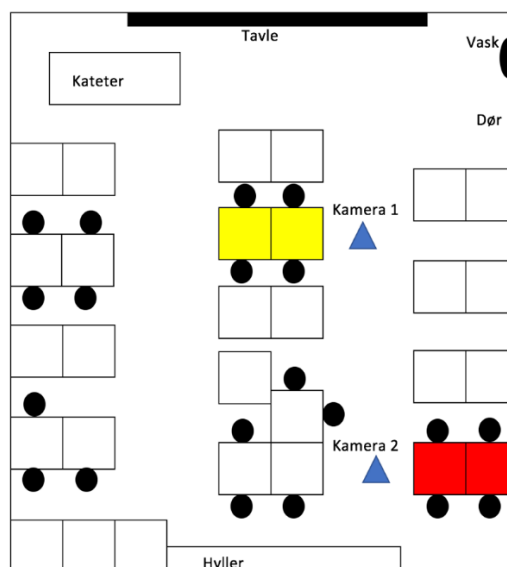 Tavle
Vask
Kateter
Dør
Kamera 1
Kamera 2
Hyller